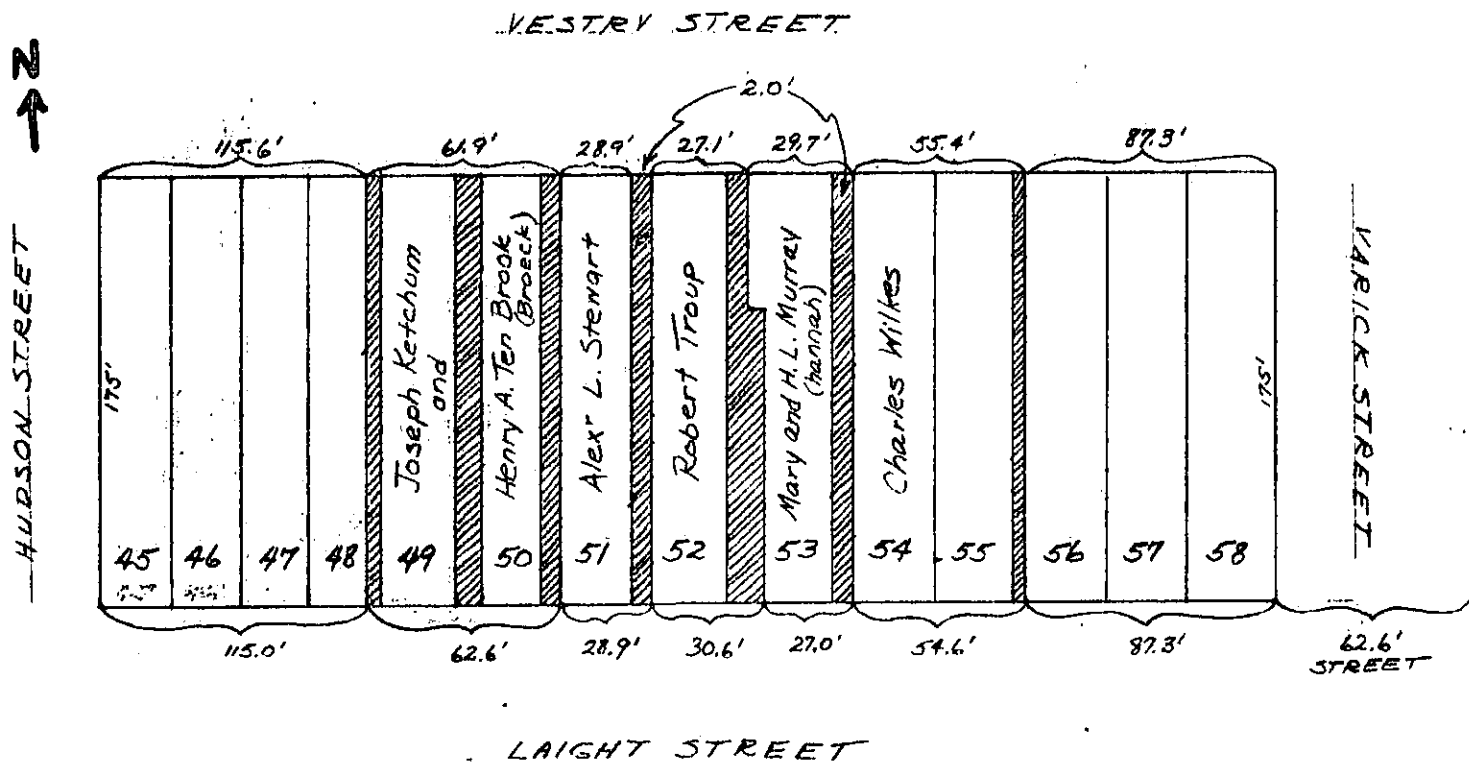 VESTRY STREET
N
2.0'
115.6' 61.9' 28.9' 27.1' 29.7' 55.4' 87.3'
HUDSON STREET
175'
Joseph Ketchum
and
Henry A. Ten Brook
(Broeck)
Alexr L. Stewart
Robert Troup
Mary and H.L. Murray
(hannah)
Charles Wilkes
175'
VARICK STREET
45 46 47 48 49 50 51 52 53 54 55 56 57 58
115.0' 62.6' 28.9' 30.6' 27.0' 54.6' 87.3' 62.6'
STREET
LAIGHT STREET